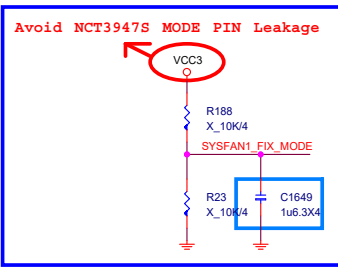 Avoid NCT3947S MODE PIN Leakage
VCC3
R188
X_10K/4
SYSFAN1_FIX_MODE
R23
X_10K/4
C1649
1u6.3X4